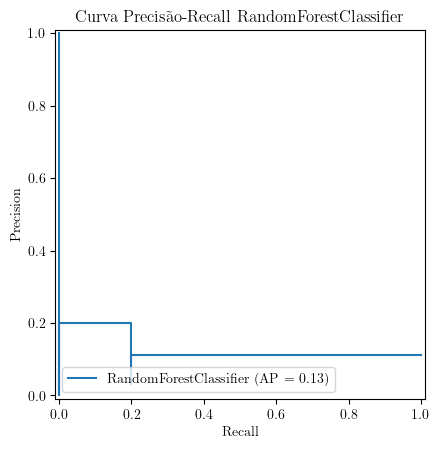 Curva Precisão-Recall RandomForestClassifier
1.0
0.8
0.6
0.4
0.2
0.0
Precision
RandomForestClassifier (AP = 0.13)
0.0 0.2 0.4 0.6 0.8 1.0
Recall